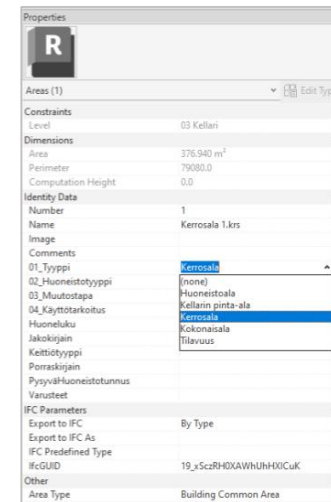 Properties
R
Areas (1) Edit Typ
Constraints
Level 03 Kellari
Dimensions
Area 376.940 m²
Perimeter 79080.0
Computation Height 0.0
Identity Data
Number 1
Name Kerrosala 1.krs
Image
Comments
01_Tyyppi Kerrosala
02_Huoneistotyyppi (none)
03_Muutostapa Huoneistoala
04_Käyttötarkoitus Kellarin pinta-ala
Huoneluku Kerrosala
Jakokirjain Kokonaisala
Keittiötyyppi Tilavuus
Porraskirjain
PysyväHuoneistotunnus
Varusteet
IFC Parameters
Export to IFC By Type
Export to IFC As
IFC Predefined Type
IfcGUID 19_xSczRH0XAWhUhHXlCuK
Other
Area Type Building Common Area